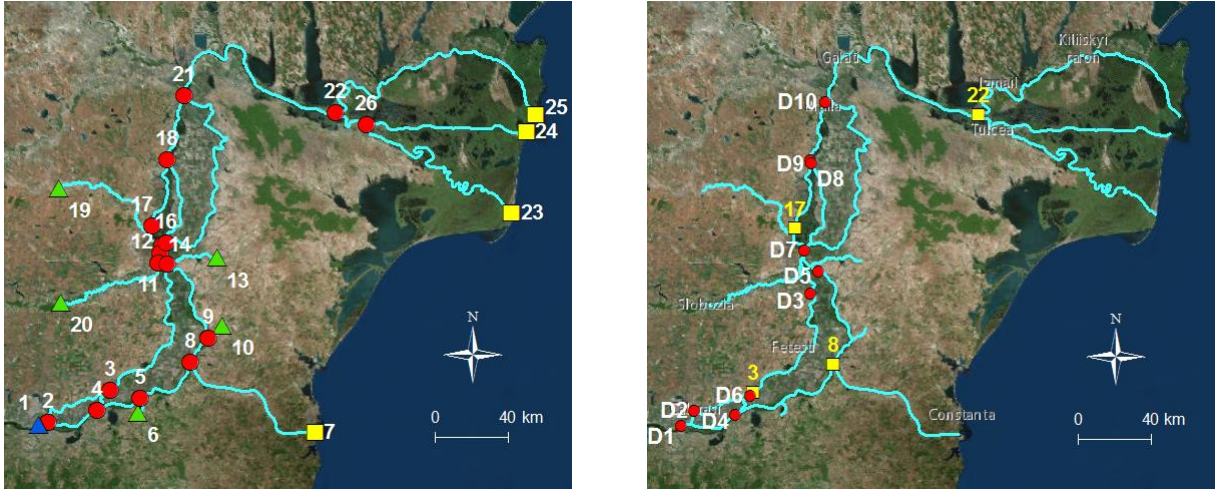 21
22
26
25
24
18
19
17
16
12
14
23
13
11
20
9
10
8
N
3
5
4
1
2
6
7
0
40 km
Kiliiskyi
raion
Galati
Izmail
22
D10
Tulcea
D9
D8
17
D7
D5
D3
Slobozia
Fetesti
8
N
3
D6
D2
D4
D1
Constanta
0
40 km